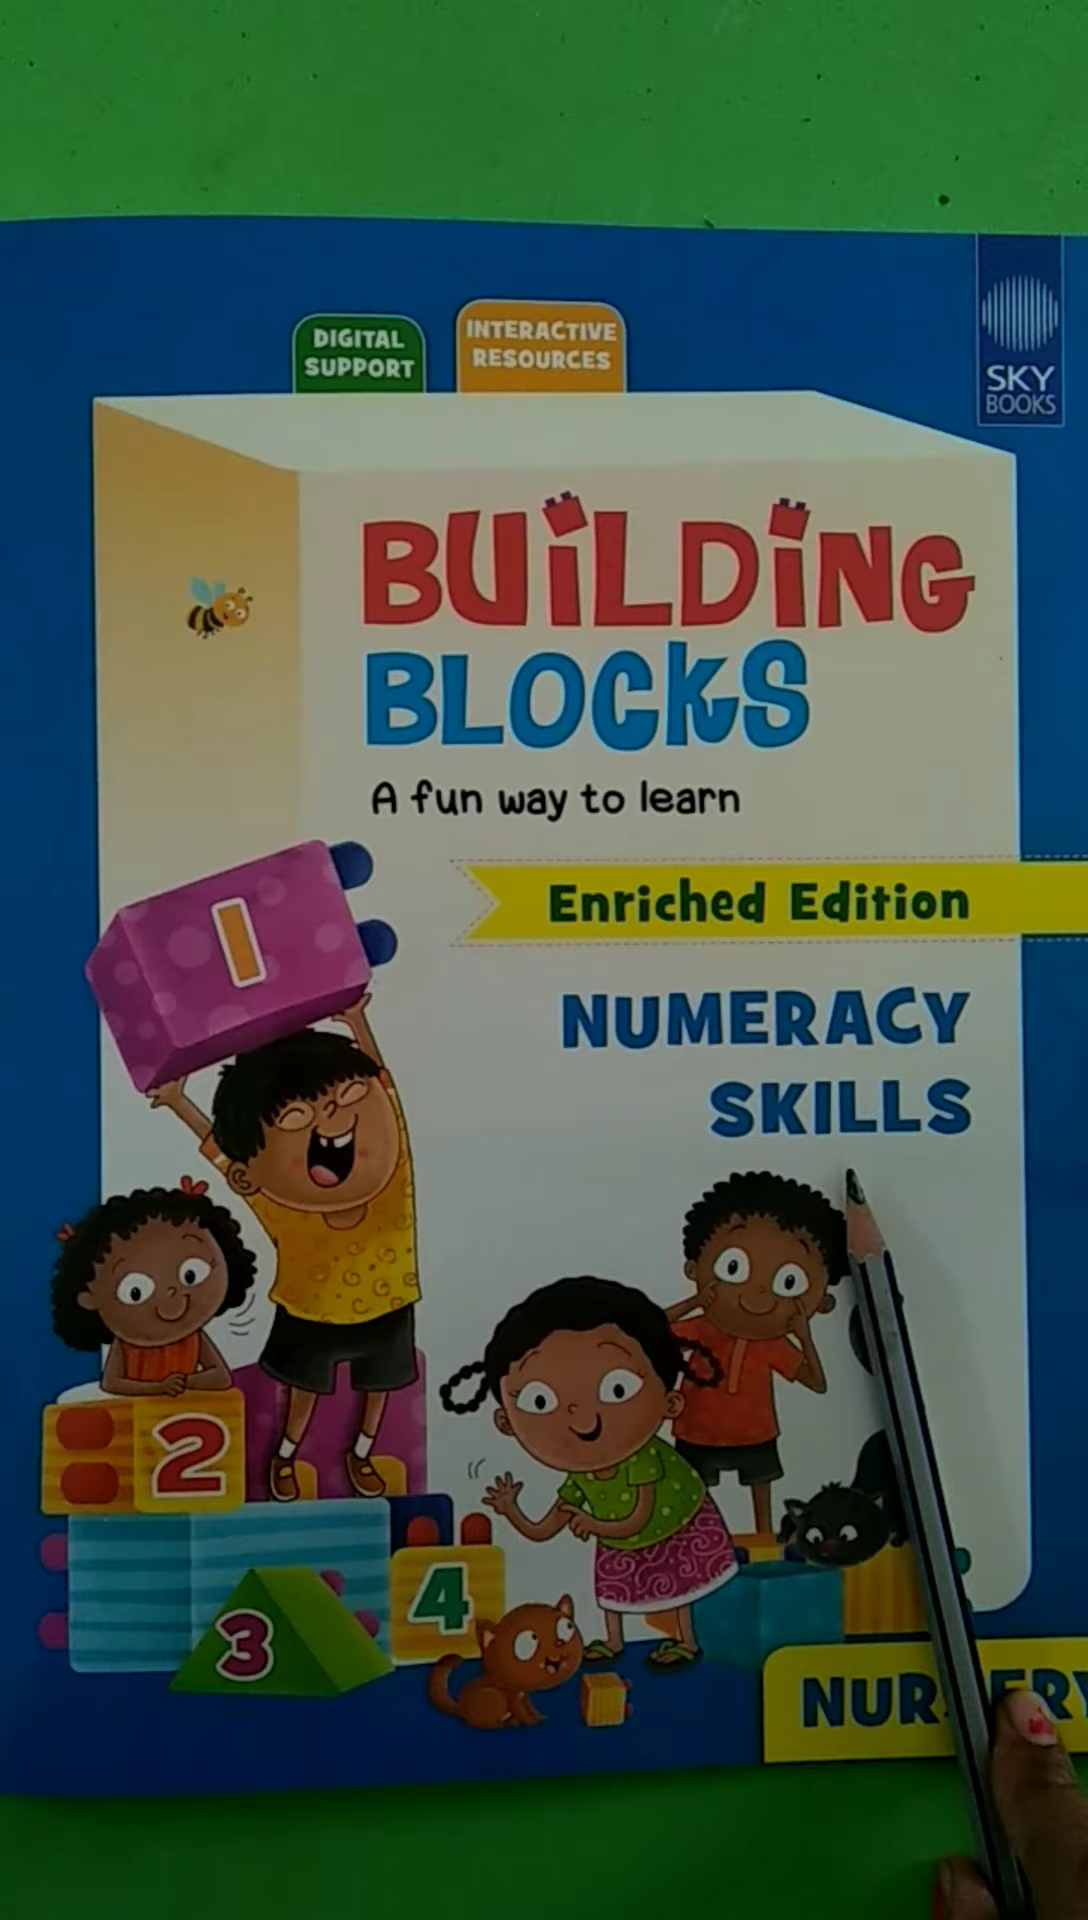 DIGITAL
SUPPORT
INTERACTIVE
RESOURCES
SKY
BOOKS
BUiLDiNG
BLOCKS
A fun way to learn
Enriched Edition
1
NUMERACY
SKILLS
2
4
3